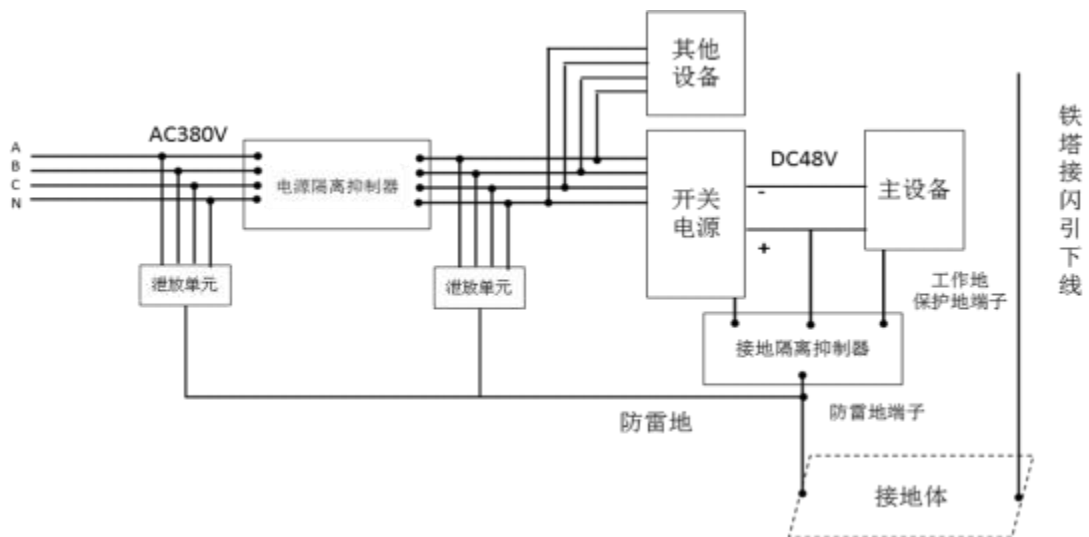 其他
设备
AC380V
A
B
C
N
电源隔离抑制器
开关
电源
DC48V
-
+
主设备
铁塔接闪引下线
泄放单元
泄放单元
工作地
保护地端子
接地隔离抑制器
防雷地
防雷地端子
接地体